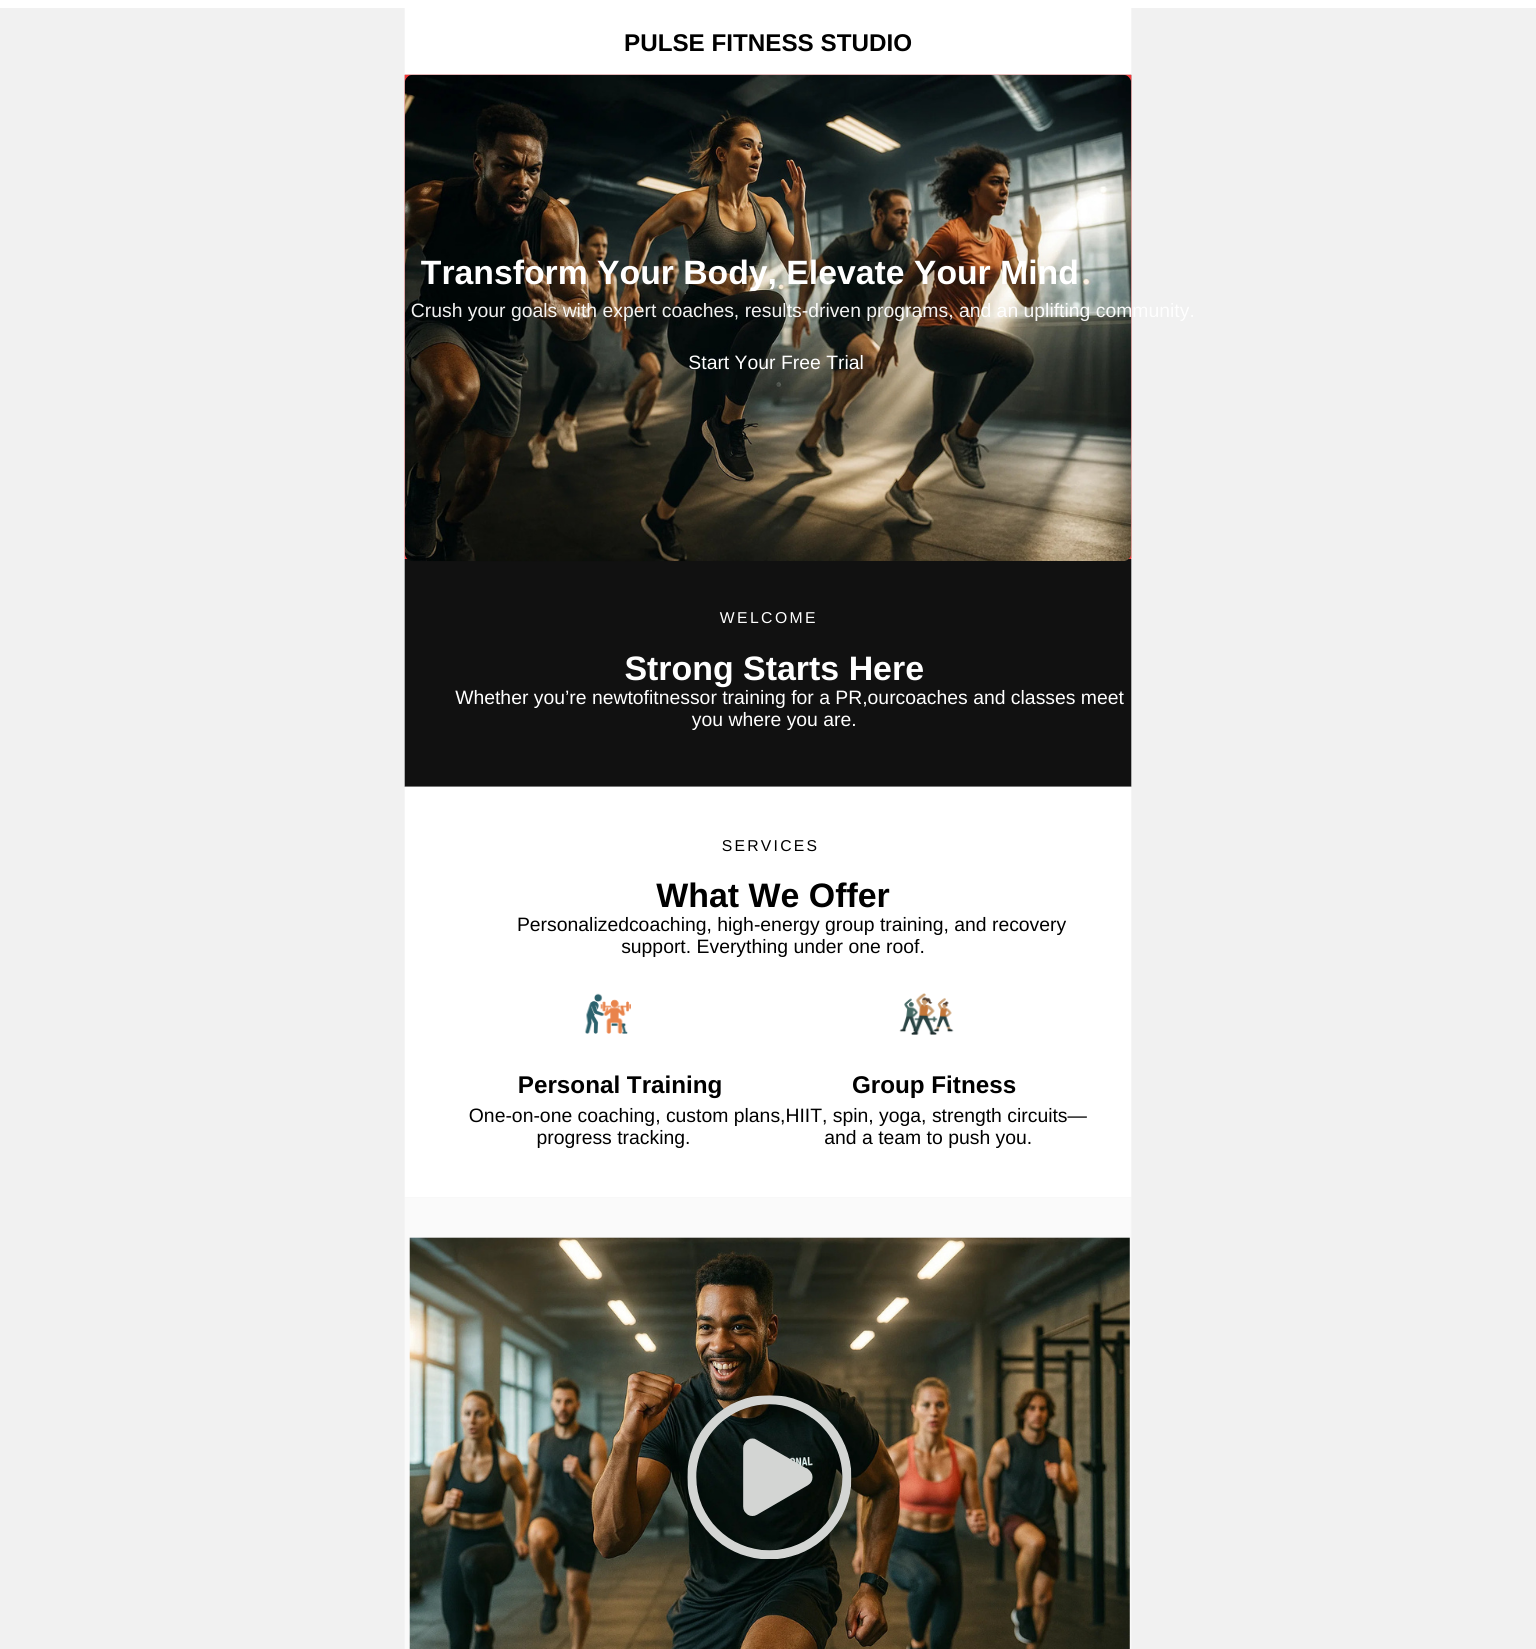 PULSE FITNESS STUDIO
Transform Your Body, Elevate Your Mind.
Crush your goals with expert coaches, results-driven programs, and an uplifting community.
Start Your Free Trial
WELCOME
Strong Starts Here
Whether you’re newtofitnessor training for a PR,ourcoaches and classes meet
you where you are.
SERVICES
What We Offer
Personalizedcoaching, high-energy group training, and recovery
support. Everything under one roof.
Personal Training
Group Fitness
One-on-one coaching, custom plans,
progress tracking.
HIIT, spin, yoga, strength circuits—
and a team to push you.
ONAL